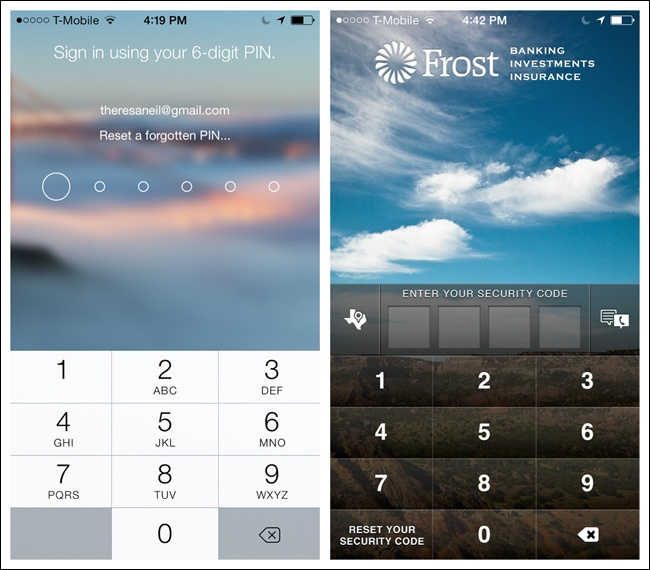 T-Mobile 4:19 PM
Sign in using your 6-digit PIN.
theresaneil@gmail.com
Reset a forgotten PIN...
1 2 3
ABC DEF
4 5 6
GHI JKL MNO
7 8 9
PQRS TUV WXYZ
0
T-Mobile 4:42 PM
Frost
BANKING
INVESTMENTS
INSURANCE
ENTER YOUR SECURITY CODE
1 2 3
4 5 6
7 8 9
RESET YOUR
SECURITY CODE
0